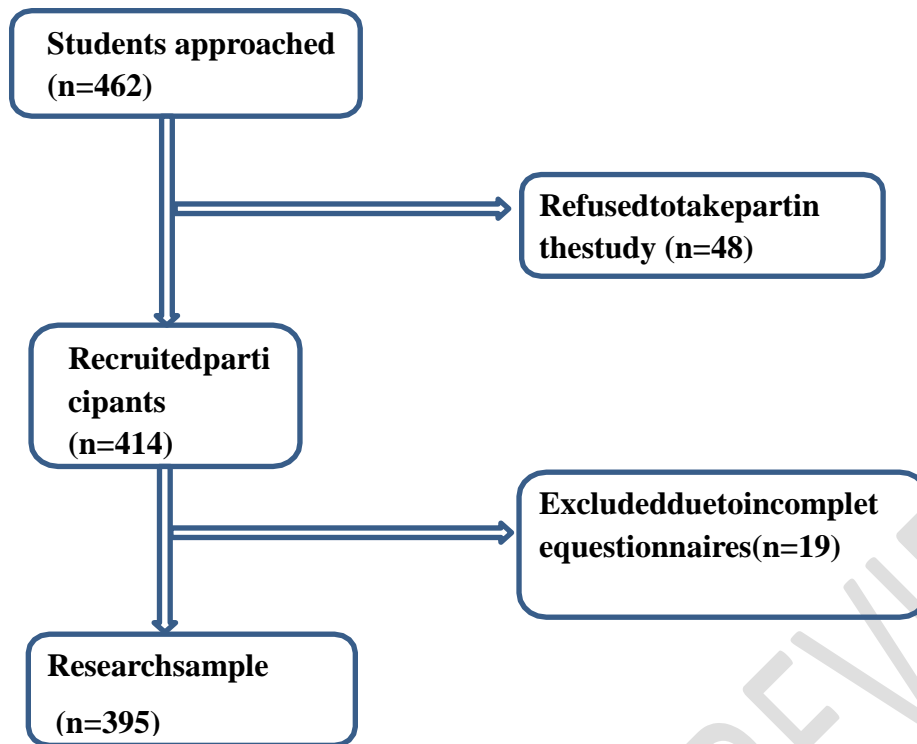 Students approached
(n=462)
Refusedtotakepartin
thestudy (n=48)
Recruitedparti
cipants
(n=414)
Excludedduetoincomplet
equestionnaires(n=19)
Researchsample
(n=395)